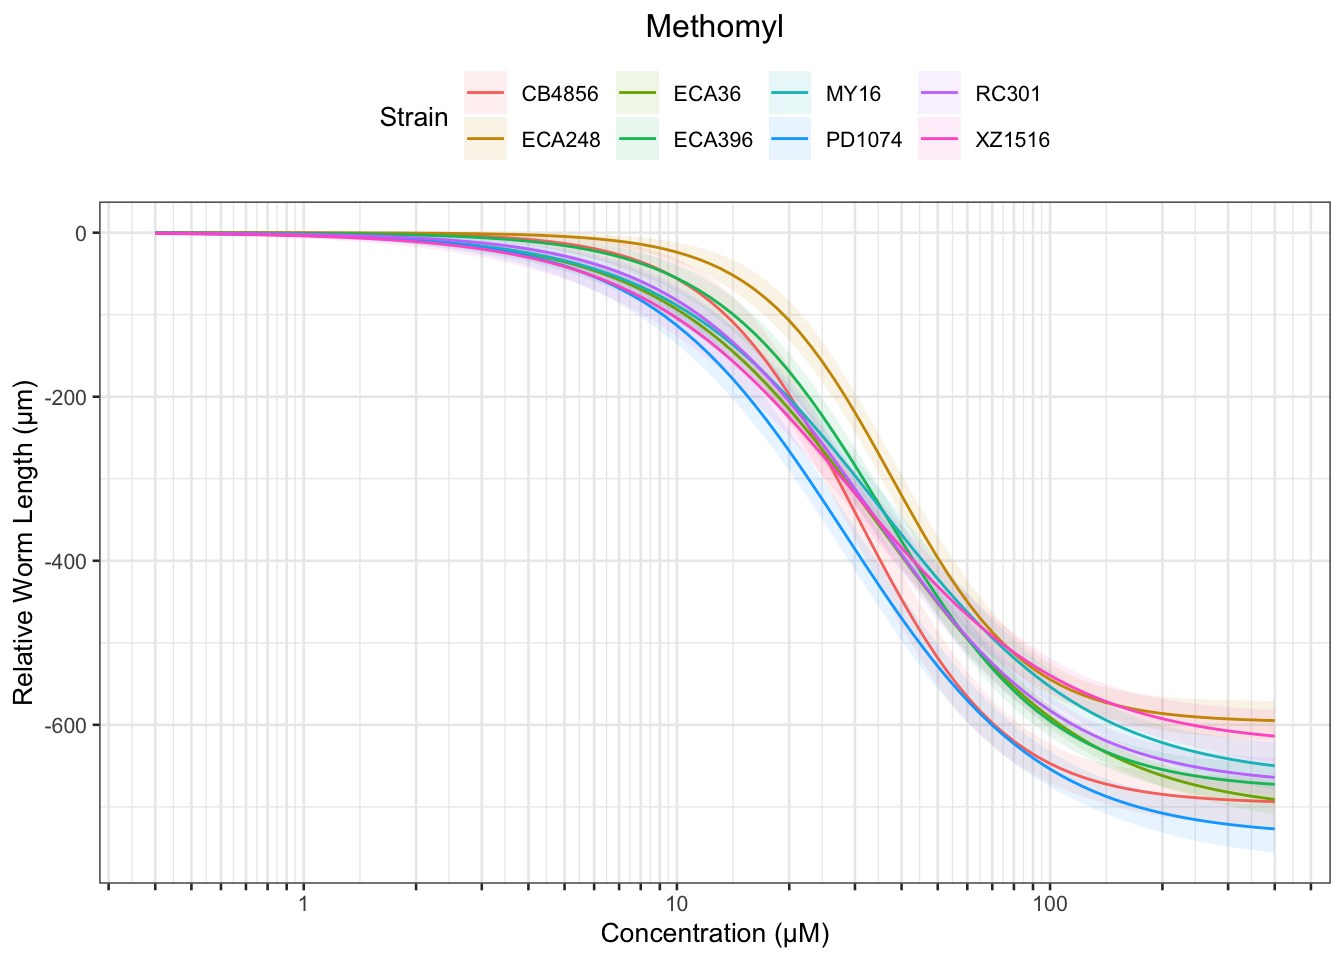 Methomyl
Strain
CB4856 ECA36 MY16 RC301
ECA248 ECA396 PD1074 XZ1516
Relative Worm Length (µm)
0
-200
-400
-600
1 10 100
Concentration (µM)